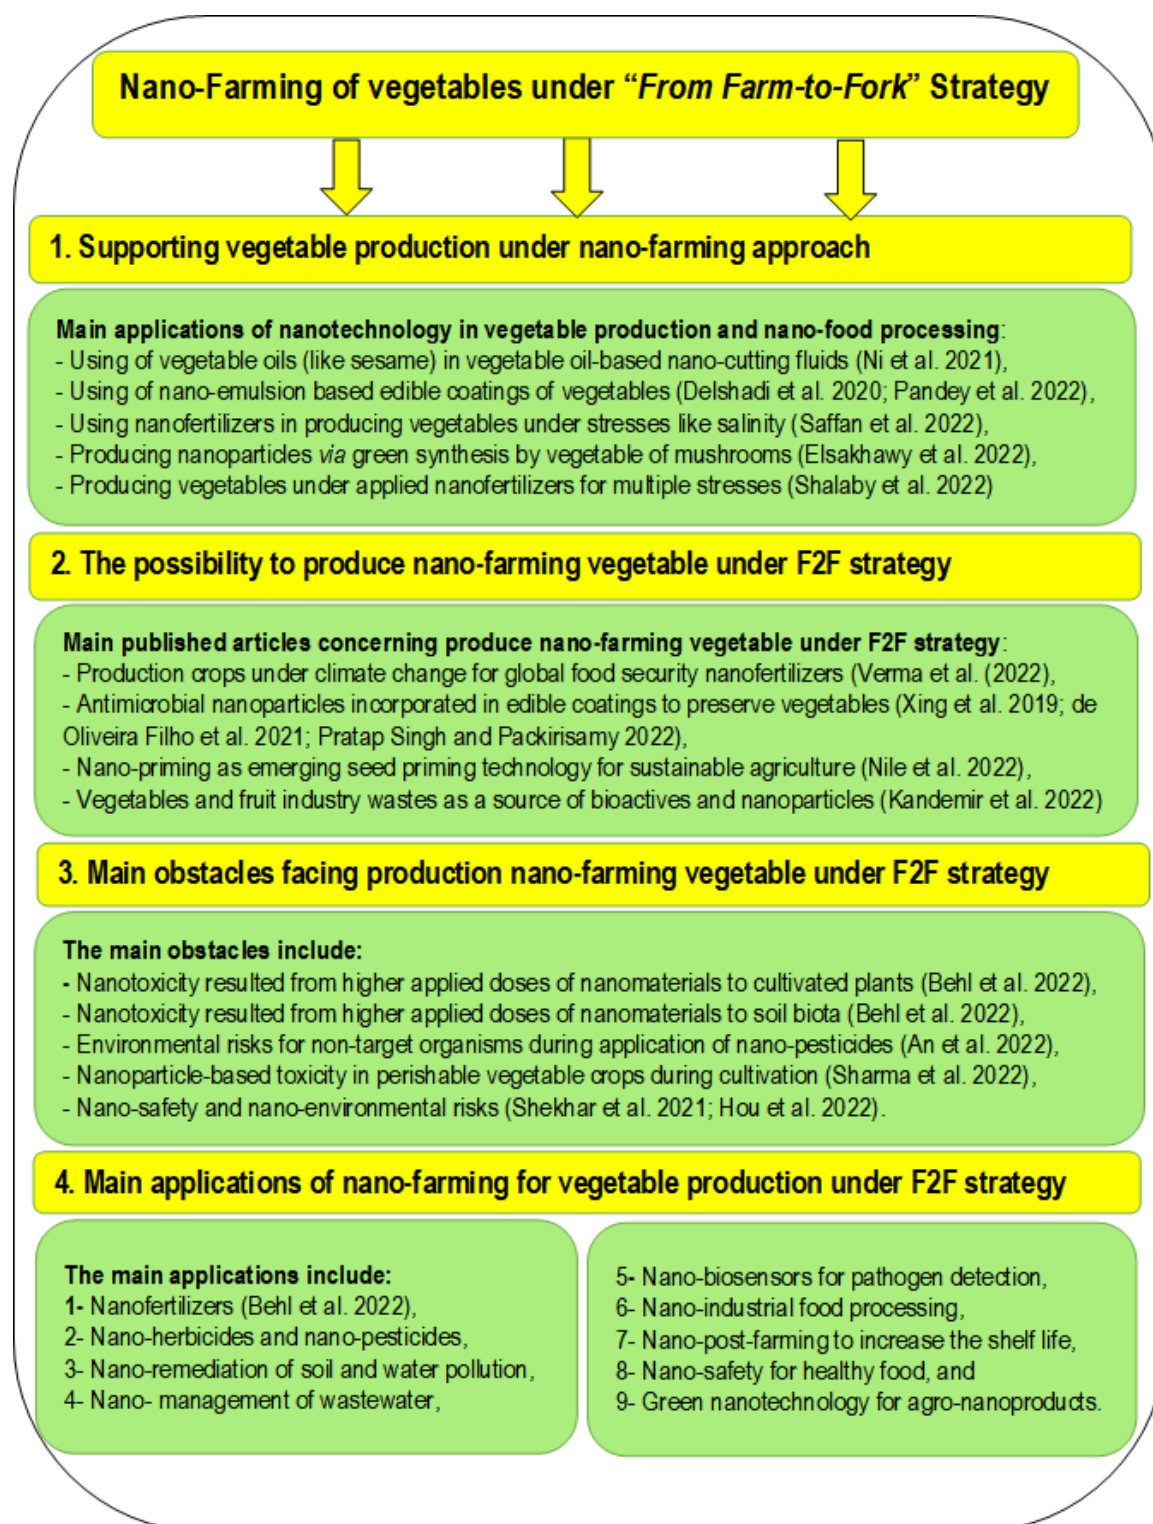 Nano-Farming of vegetables under “From Farm-to-Fork” Strategy
1. Supporting vegetable production under nano-farming approach
Main applications of nanotechnology in vegetable production and nano-food processing:
- Using of vegetable oils (like sesame) in vegetable oil-based nano-cutting fluids (Ni et al. 2021),
- Using of nano-emulsion based edible coatings of vegetables (Delshadi et al. 2020; Pandey et al. 2022),
- Using nanofertilizers in producing vegetables under stresses like salinity (Saffan et al. 2022),
- Producing nanoparticles via green synthesis by vegetable of mushrooms (Elsakhawy et al. 2022),
- Producing vegetables under applied nanofertilizers for multiple stresses (Shalaby et al. 2022)
2. The possibility to produce nano-farming vegetable under F2F strategy
Main published articles concerning produce nano-farming vegetable under F2F strategy:
- Production crops under climate change for global food security nanofertilizers (Verma et al. (2022),
- Antimicrobial nanoparticles incorporated in edible coatings to preserve vegetables (Xing et al. 2019; de
Oliveira Filho et al. 2021; Pratap Singh and Packirisamy 2022),
- Nano-priming as emerging seed priming technology for sustainable agriculture (Nile et al. 2022),
- Vegetables and fruit industry wastes as a source of bioactives and nanoparticles (Kandemir et al. 2022)
3. Main obstacles facing production nano-farming vegetable under F2F strategy
The main obstacles include:
- Nanotoxicity resulted from higher applied doses of nanomaterials to cultivated plants (Behl et al. 2022),
- Nanotoxicity resulted from higher applied doses of nanomaterials to soil biota (Behl et al. 2022),
- Environmental risks for non-target organisms during application of nano-pesticides (An et al. 2022),
- Nanoparticle-based toxicity in perishable vegetable crops during cultivation (Sharma et al. 2022),
- Nano-safety and nano-environmental risks (Shekhar et al. 2021; Hou et al. 2022).
4. Main applications of nano-farming for vegetable production under F2F strategy
The main applications include:
1- Nanofertilizers (Behl et al. 2022),
2- Nano-herbicides and nano-pesticides,
3- Nano-remediation of soil and water pollution,
4- Nano- management of wastewater,
5- Nano-biosensors for pathogen detection,
6- Nano-industrial food processing,
7- Nano-post-farming to increase the shelf life,
8- Nano-safety for healthy food, and
9- Green nanotechnology for agro-nanoproducts.